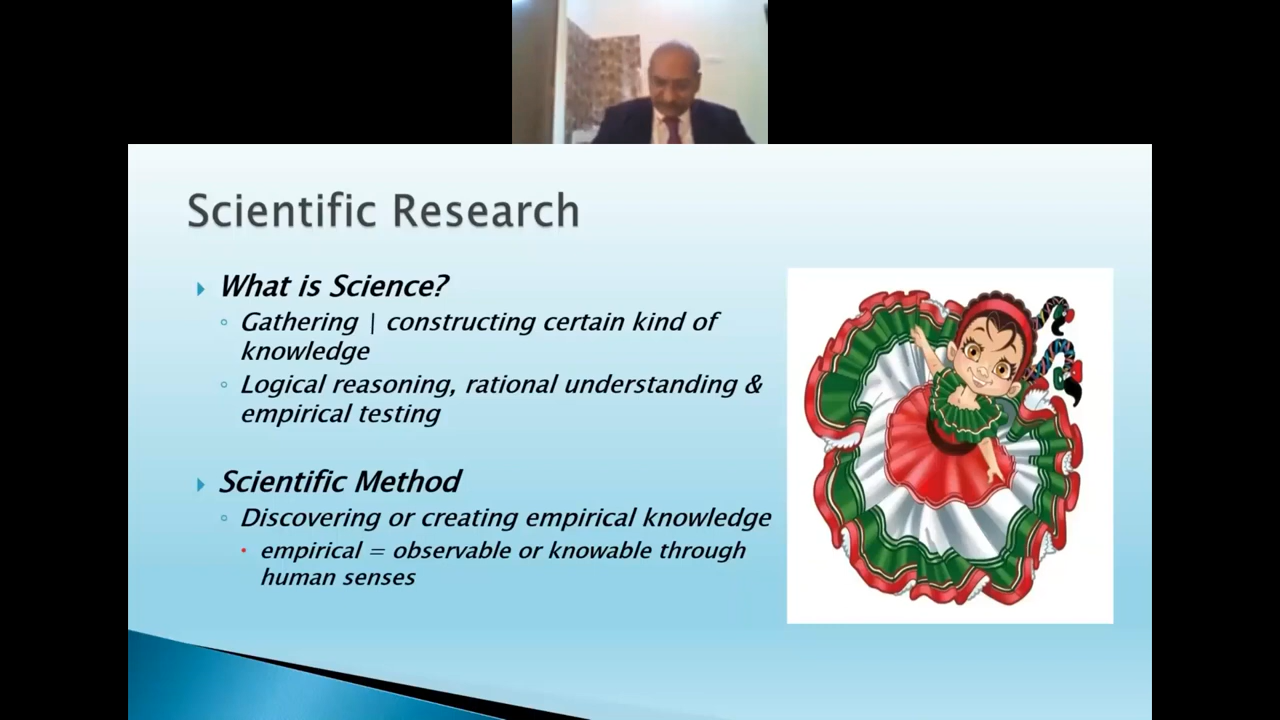 Scientific Research
What is Science?
Gathering | constructing certain kind of
knowledge
Logical reasoning, rational understanding &
empirical testing
Scientific Method
Discovering or creating empirical knowledge
empirical = observable or knowable through
human senses